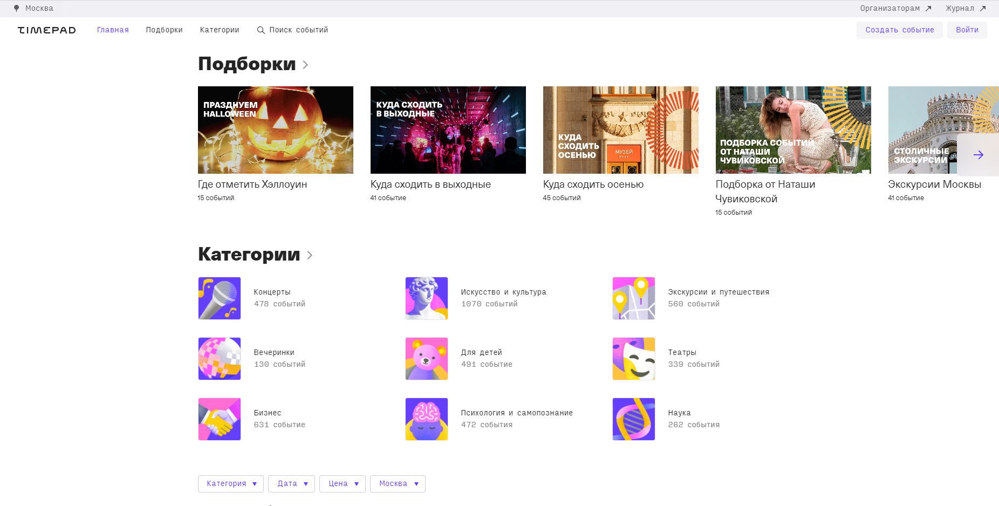 Москва
Организаторам
Журнал
TIMEPAD
Главная
Подборки
Категории
Поиск событий
Создать событие
Войти
Подборки
ПРАЗДНУЕМ
HALLOWEEN
КУДА СХОДИТЬ
В ВЫХОДНЫЕ
КУДА
СХОДИТЬ
ОСЕНЬЮ
МУЗЕЙ
ПОДБОРКА СОБЫТИЙ
ОТ НАТАШИ
ЧУВИКОВСКОЙ
СТОЛИЧНЫЕ
ЭКСКУРСИИ
Где отметить Хэллоуин
15 событий
Куда сходить в выходные
41 событие
Куда сходить осенью
45 событий
Подборка от Наташи
Чувиковской
15 событий
Экскурсии Москвы
41 событие
Категории
Концерты
478 событий
Искусство и культура
1070 событий
Экскурсии и путешествия
560 событий
Вечеринки
130 событий
Для детей
491 событие
Театры
339 событий
Бизнес
631 событие
Психология и самопознание
472 события
Наука
262 события
Категория
Дата
Цена
Москва